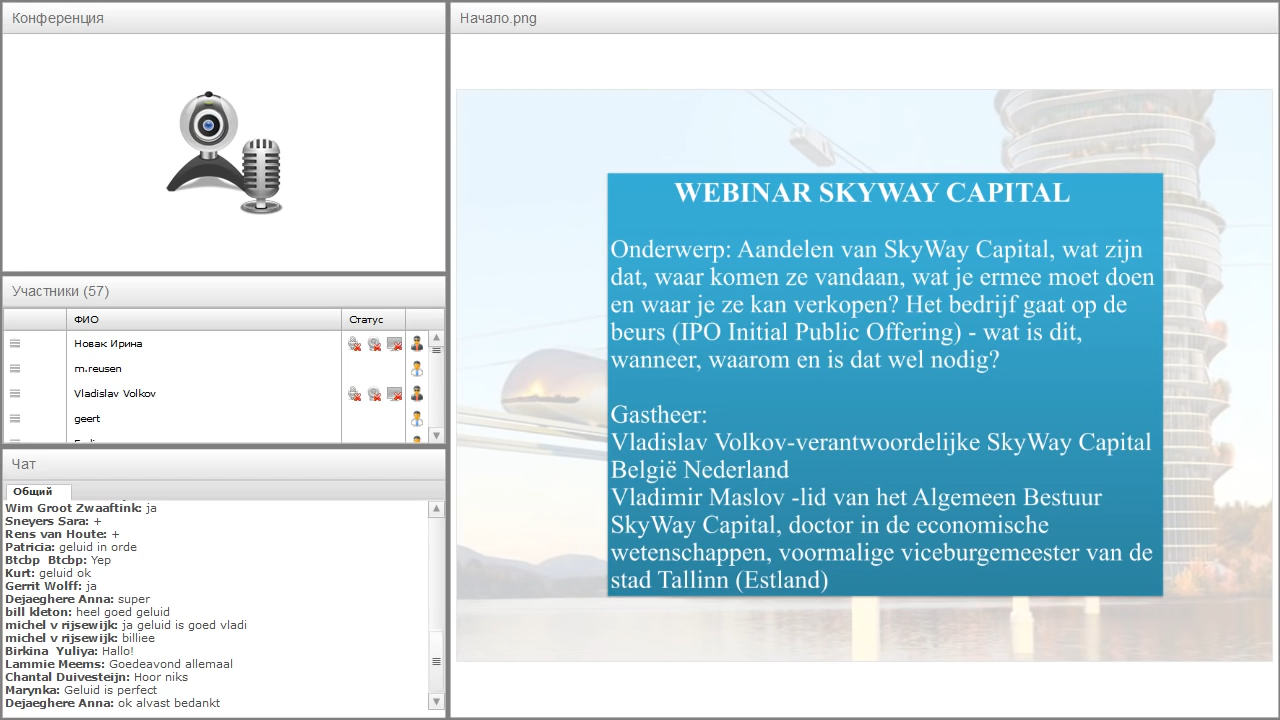 Конференция
Участники (57)
ФИО
Статус
Новак Ирина
m.reusen
Vladislav Volkov
geert
Чат
Общий
Wim Groot Zwaaftink: ja
Sneyers Sara: +
Rens van Houte: +
Patricia: geluid in orde
Btcbp Btcbp: Yep
Kurt: geluid ok
Gerrit Wolff: ja
Dejaeghere Anna: super
bill kleton: heel goed geluid
michel v rijsewijk: ja geluid is goed vladi
michel v rijsewijk: billiee
Birkina Yuliya: Hallo!
Lammie Meems: Goedeavond allemaal
Chantal Duivesteijn: Hoor niks
Marynka: Geluid is perfect
Dejaeghere Anna: ok alvast bedankt
Начало.png
WEBINAR SKYWAY CAPITAL
Onderwerp: Aandelen van SkyWay Capital, wat zijn
dat, waar komen ze vandaan, wat je ermee moet doen
en waar je ze kan verkopen? Het bedrijf gaat op de
beurs (IPO Initial Public Offering) - wat is dit,
wanneer, waarom en is dat wel nodig?
Gastheer:
Vladislav Volkov-verantwoordelijke SkyWay Capital
België Nederland
Vladimir Maslov -lid van het Algemeen Bestuur
SkyWay Capital, doctor in de economische
wetenschappen, voormalige viceburgemeester van de
stad Tallinn (Estland)